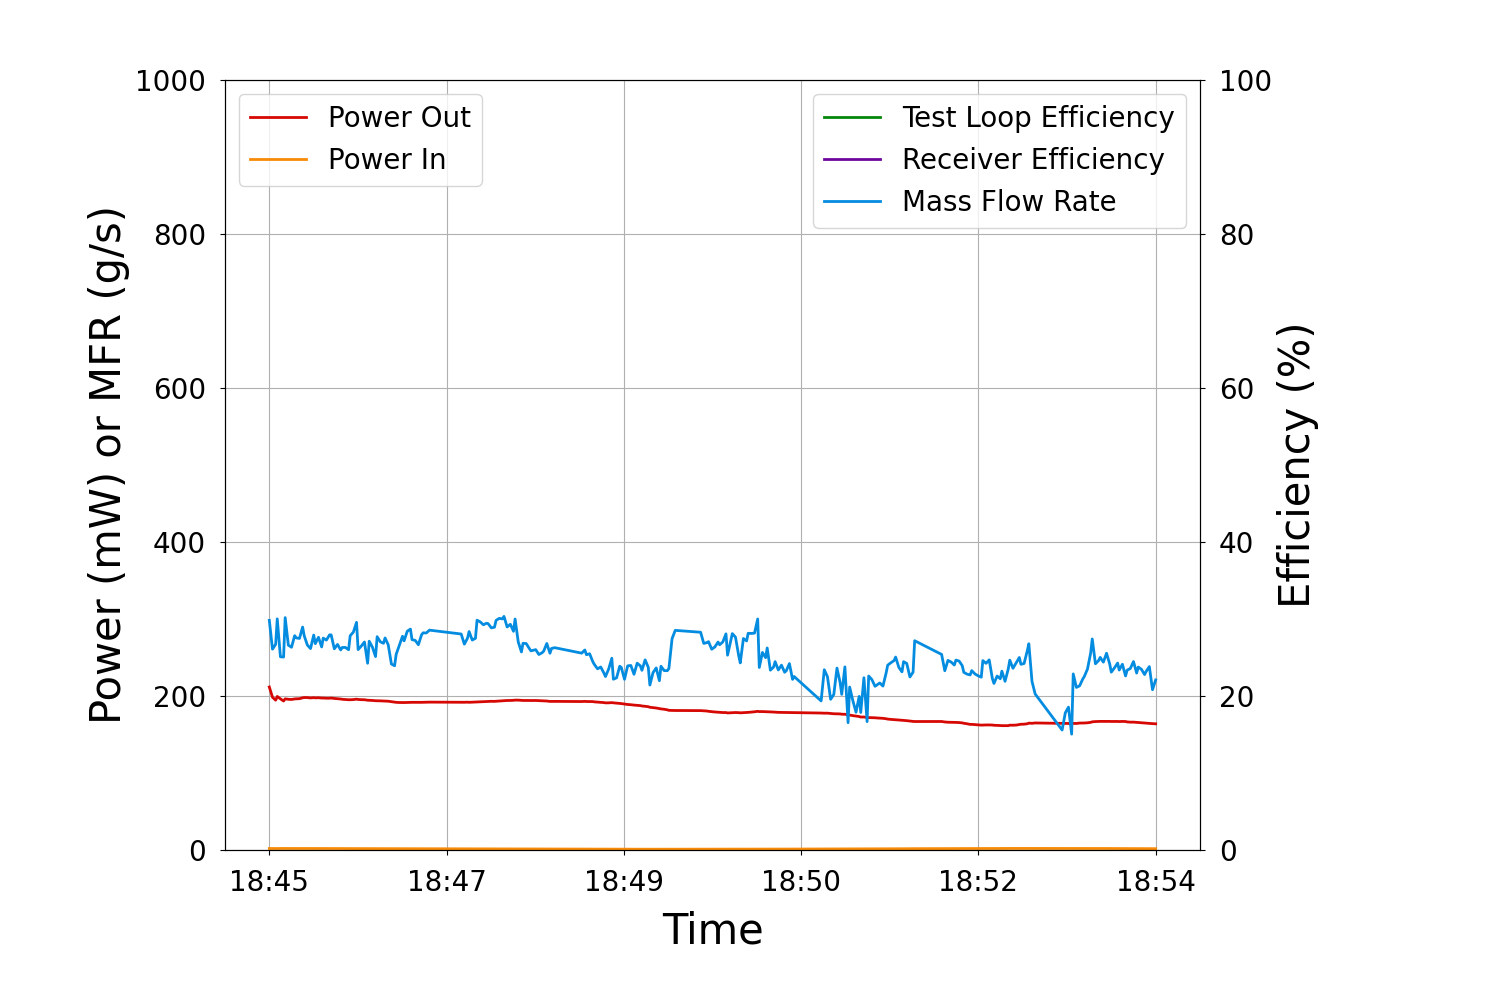 Power (mW) or MFR (g/s)
1000
800
600
400
200
0
Power Out
Power In
Test Loop Efficiency
Receiver Efficiency
Mass Flow Rate
100
80
60
40
20
0
Efficiency (%)
18:45 18:47 18:49 18:50 18:52 18:54
Time